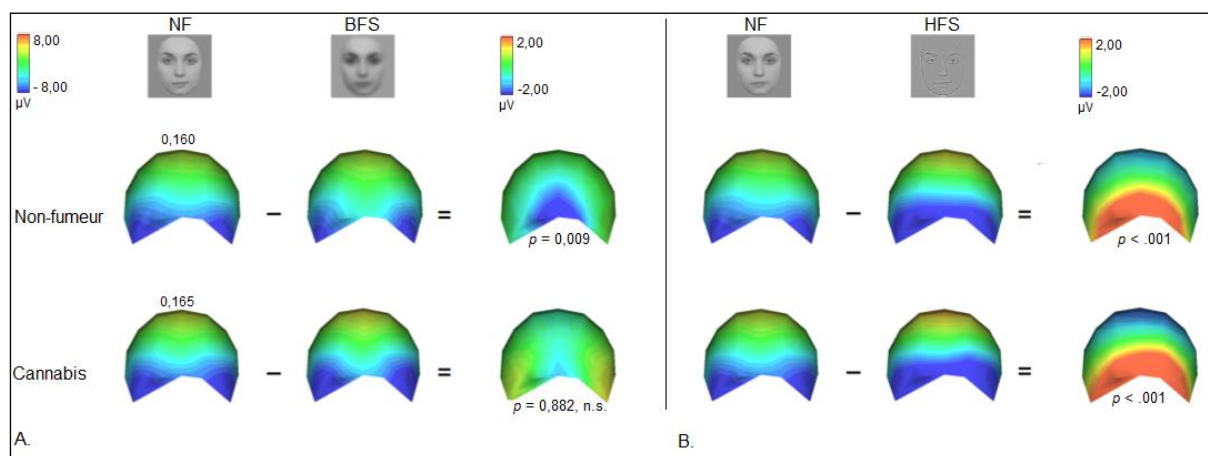 NF BFS
8,00
- 8,00
µV
2,00
-2,00
µV
0,160
Non-fumeur
– =
p = 0,009
0,165
Cannabis
– =
p = 0,882, n.s.
A.
NF HFS
2,00
-2,00
µV
– =
p < .001
– =
p < .001
B.